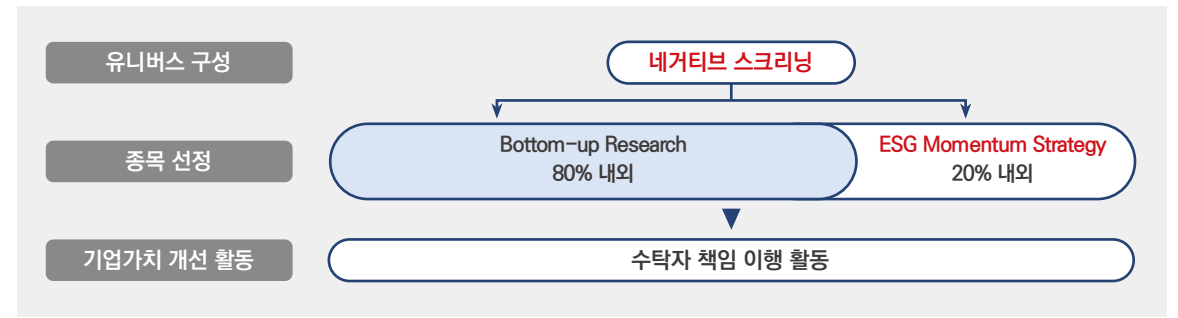 유니버스 구성
네거티브 스크리닝
종목 선정
Bottom-up Research
80% 내외
ESG Momentum Strategy
20% 내외
기업가치 개선 활동
수탁자 책임 이행 활동